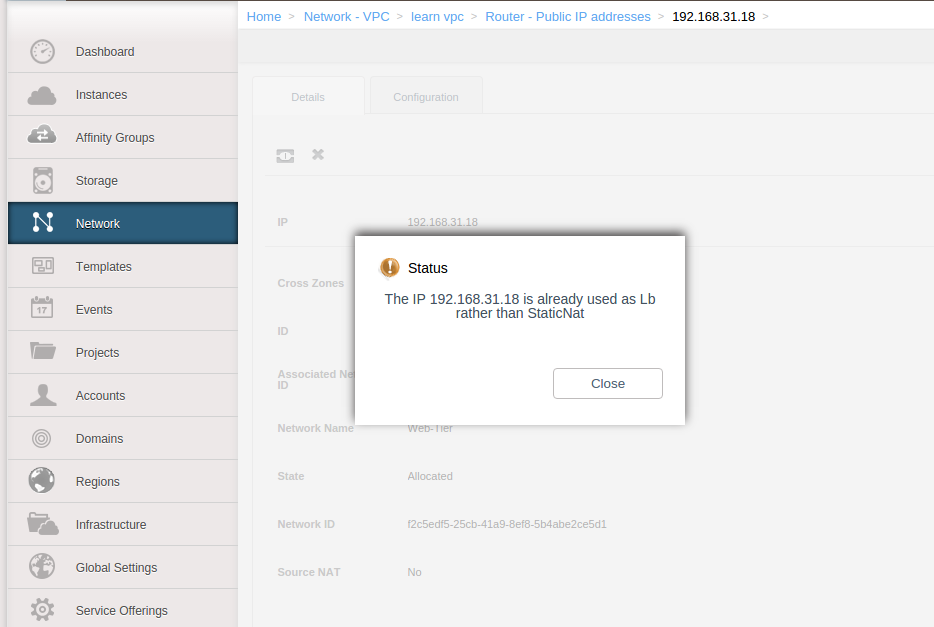 Home > Network - VPC > learn vpc > Router - Public IP addresses > 192.168.31.18 >
Dashboard
Instances
Affinity Groups
Storage
Network
Templates
17
Events
Projects
Accounts
Domains
Regions
Infrastructure
Global Settings
Service Offerings
Details
Configuration
IP
192.168.31.18
Cross Zones
ID
Associated
ID
Network Name
Web-Tier
State
Allocated
Network ID
f2c5edf5-25cb-41a9-8ef8-5b4abe2ce5d1
Source NAT
No
Status
The IP 192.168.31.18 is already used as Lb
rather than StaticNat
Close